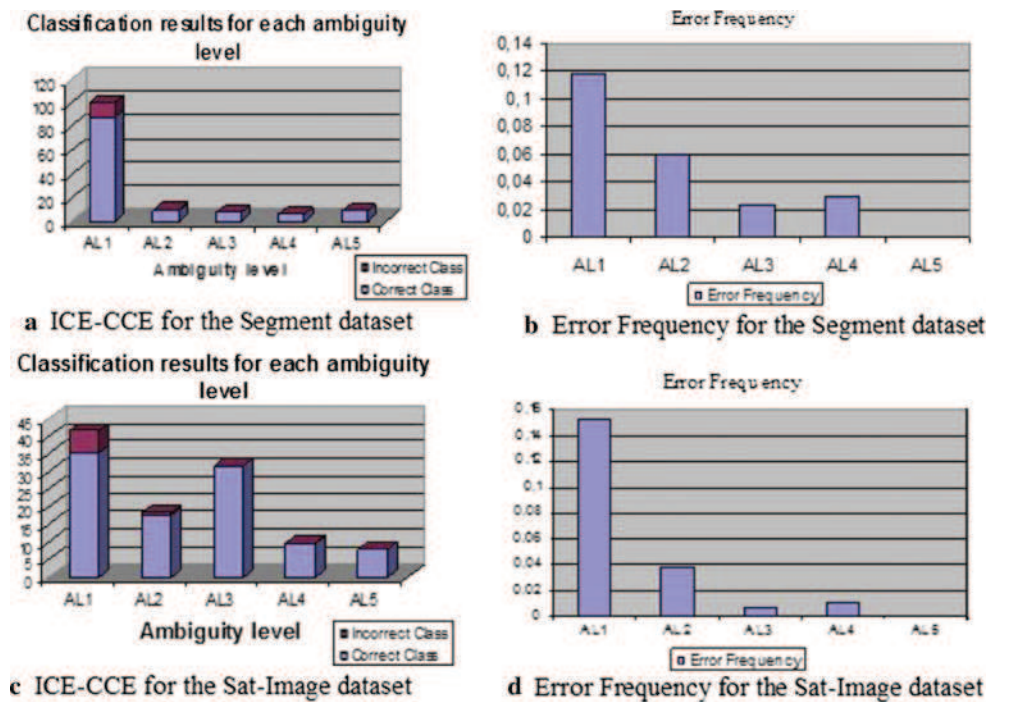 Classification results for each ambiguity
level
120
100
80
60
40
20
0
AL1 AL2 AL3 AL4 AL5
Ambiguity level
Incorrect Class
Correct Class
a ICE-CCE for the Segment dataset
Error Frequency
0,14
0,12
0,1
0,08
0,06
0,04
0,02
0
AL1 AL2 AL3 AL4 AL5
Error Frequency
b Error Frequency for the Segment dataset
Classification results for each ambiguity
level
45
40
35
30
25
20
15
10
5
0
AL1 AL2 AL3 AL4 AL5
Ambiguity level
Incorrect Class
Correct Class
c ICE-CCE for the Sat-Image dataset
Error Frequency
0.16
0.14
0.12
0.1
0.08
0.06
0.04
0.02
0
AL1 AL2 AL3 AL4 AL5
Error Frequency
d Error Frequency for the Sat-Image dataset